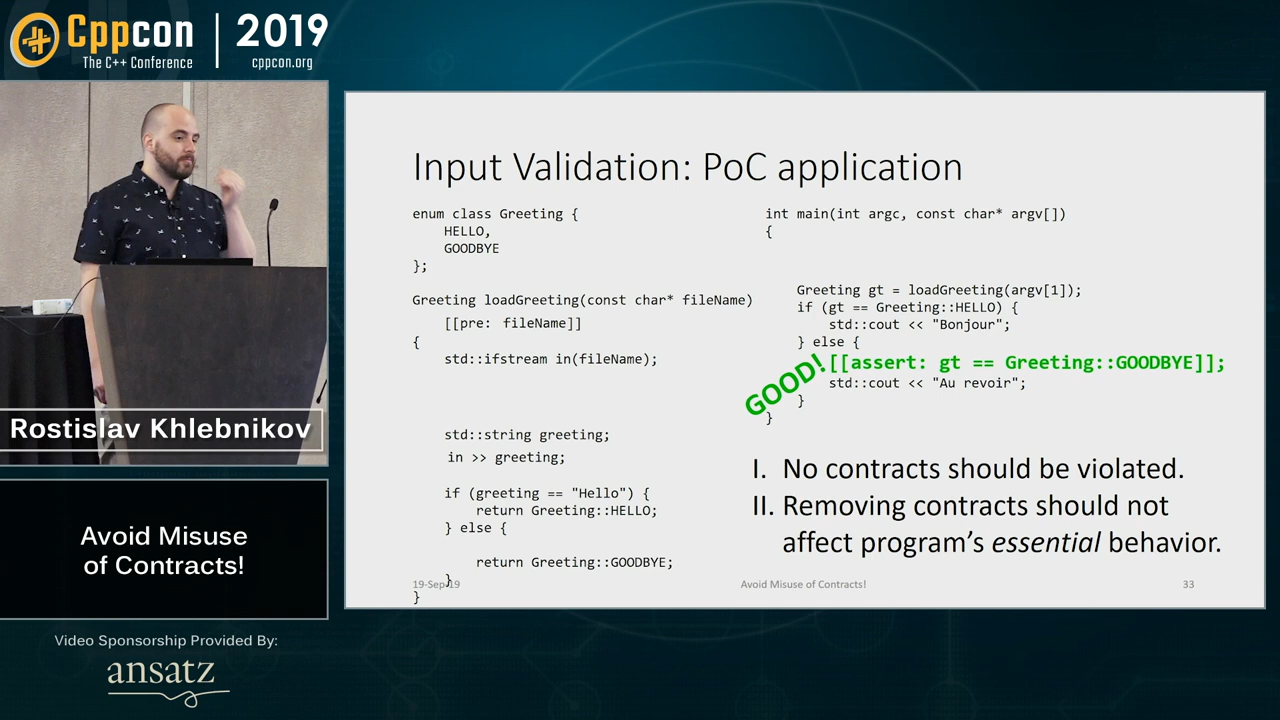 Cppcon
The C++ Conference
2019
cppcon.org
Rostislav Khlebnikov
Avoid Misuse
of Contracts!
Video Sponsorship Provided By:
ansatz
Input Validation: PoC application
enum class Greeting {
HELLO,
GOODBYE
};
Greeting loadGreeting(const char* fileName)
[[pre: fileName]]
{
std::ifstream in(fileName);
std::string greeting;
in >> greeting;
if (greeting == "Hello") {
return Greeting::HELLO;
} else {
return Greeting::GOODBYE;
}
}
int main(int argc, const char* argv[])
{
Greeting gt = loadGreeting(argv[1]);
if (gt == Greeting::HELLO) {
std::cout << "Bonjour";
} else {
GOOD!
[[assert: gt == Greeting::GOODBYE]];
std::cout << "Au revoir";
}
}
I. No contracts should be violated.
II. Removing contracts should not
affect program's essential behavior.
19-Sep-19
Avoid Misuse of Contracts!
33